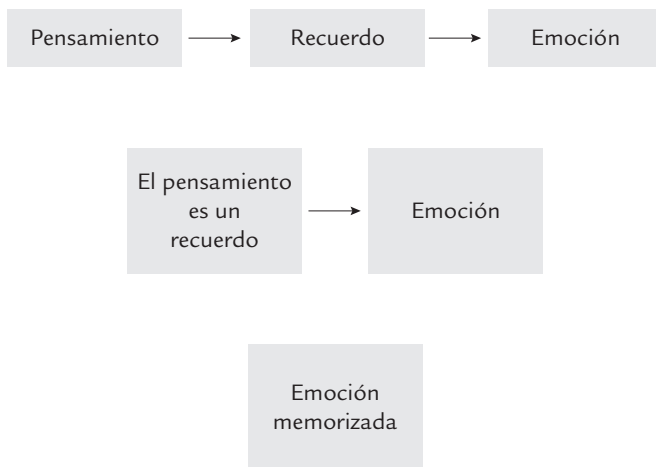 Pensamiento
Recuerdo
Emoción
El pensamiento
es un
recuerdo
Emoción
Emoción
memorizada